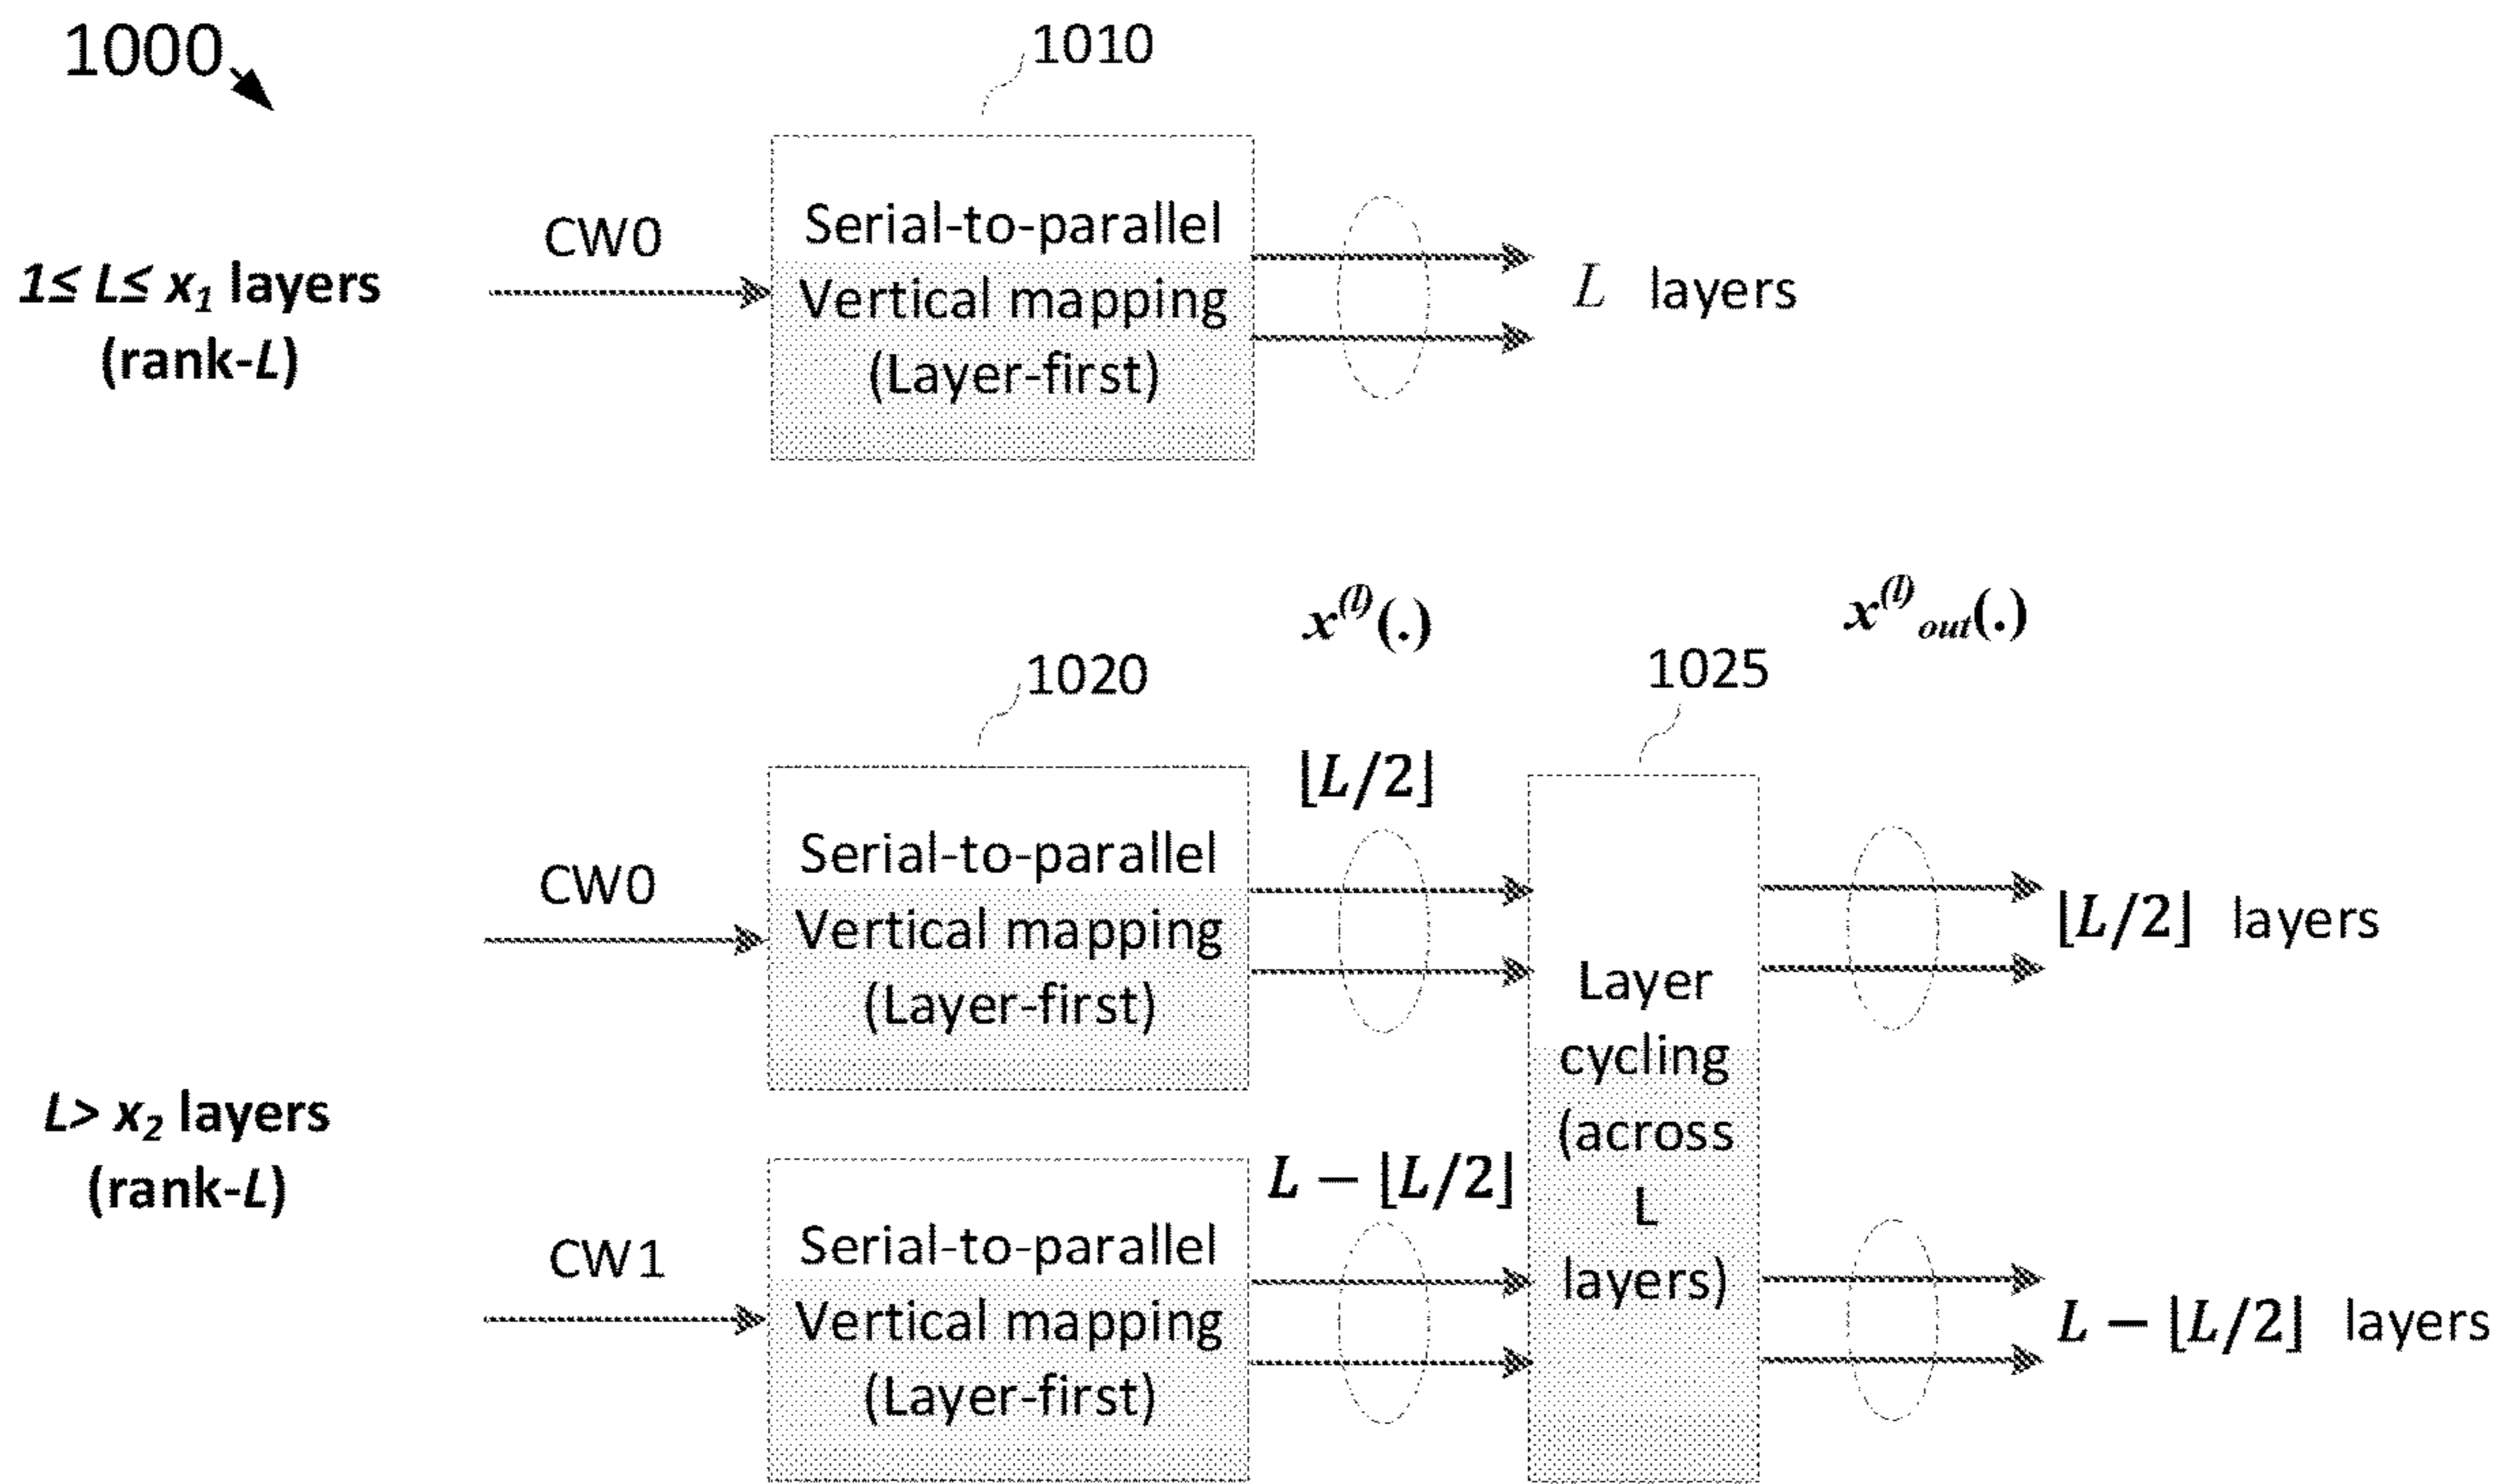 1000
1010
CW0
1≤ L≤ x₁ layers
(rank-L)
Serial-to-parallel
Vertical mapping
(Layer-first)
L layers
x⁽ˡ⁾(.)
x⁽ˡ⁾ₒᵤₜ(.)
1020
1025
⌊L/2⌋
CW0
Serial-to-parallel
Vertical mapping
(Layer-first)
⌊L/2⌋ layers
Layer
cycling
(across
L
layers)
L> x₂ layers
(rank-L)
L − ⌊L/2⌋
CW1
Serial-to-parallel
Vertical mapping
(Layer-first)
L − ⌊L/2⌋ layers